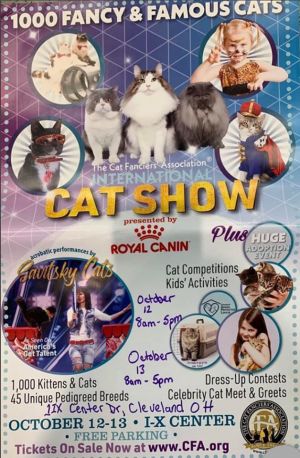 1000 FANCY & FAMOUS CATS
The Cat Fanciers' Association
INTERNATIONAL
CAT SHOW
presented by
ROYAL CANIN
Plus
HUGE
ADOPTION
EVENT
acrobatic performances by
Savitsky Cats
As Seen On
America's
Got Talent
Cat Competitions
Kids' Activities
October
12
8am - 5pm
October
13
8am - 5pm
1,000 Kittens & Cats
45 Unique Pedigreed Breeds
Dress-Up Contests
Celebrity Cat Meet & Greets
1IX Center Dr, Cleveland OH
OCTOBER 12-13 • I-X CENTER
• FREE PARKING •
Tickets On Sale Now at www.CFA.org
CFA